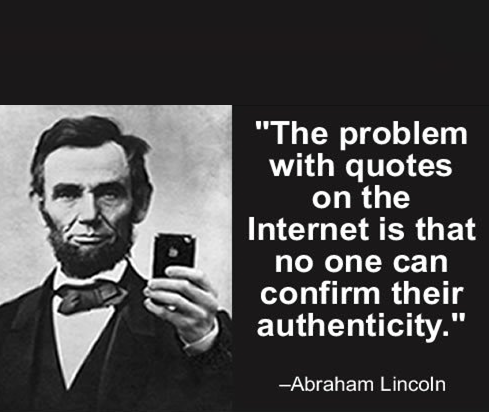 "The problem
with quotes
on the
Internet is that
no one can
confirm their
authenticity."
–Abraham Lincoln